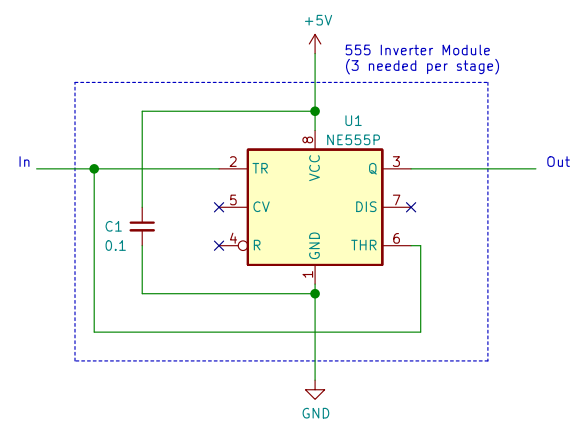 +5V
555 Inverter Module
(3 needed per stage)
U1
NE555P
8
VCC
In
2
TR
Q
3
Out
5
CV
DIS
7
C1
0.1
4
R
GND
THR
6
1
GND